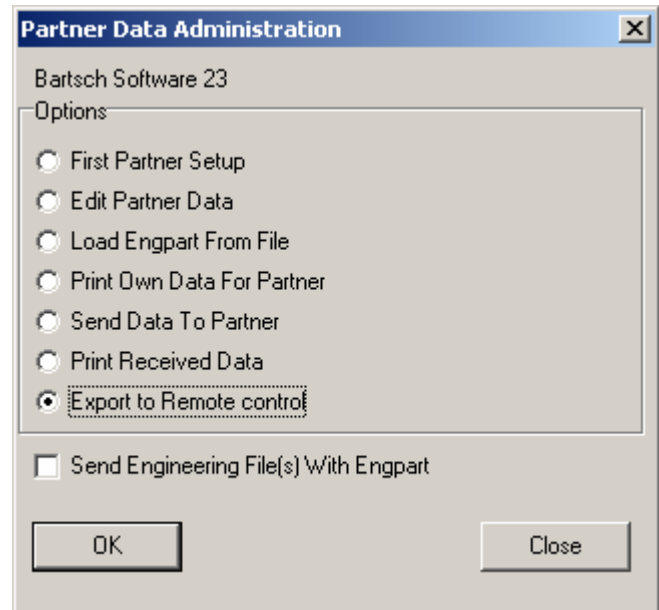 Partner Data Administration
Bartsch Software 23
Options
First Partner Setup
Edit Partner Data
Load Engpart From File
Print Own Data For Partner
Send Data To Partner
Print Received Data
Export to Remote control
Send Engineering File(s) With Engpart
OK
Close